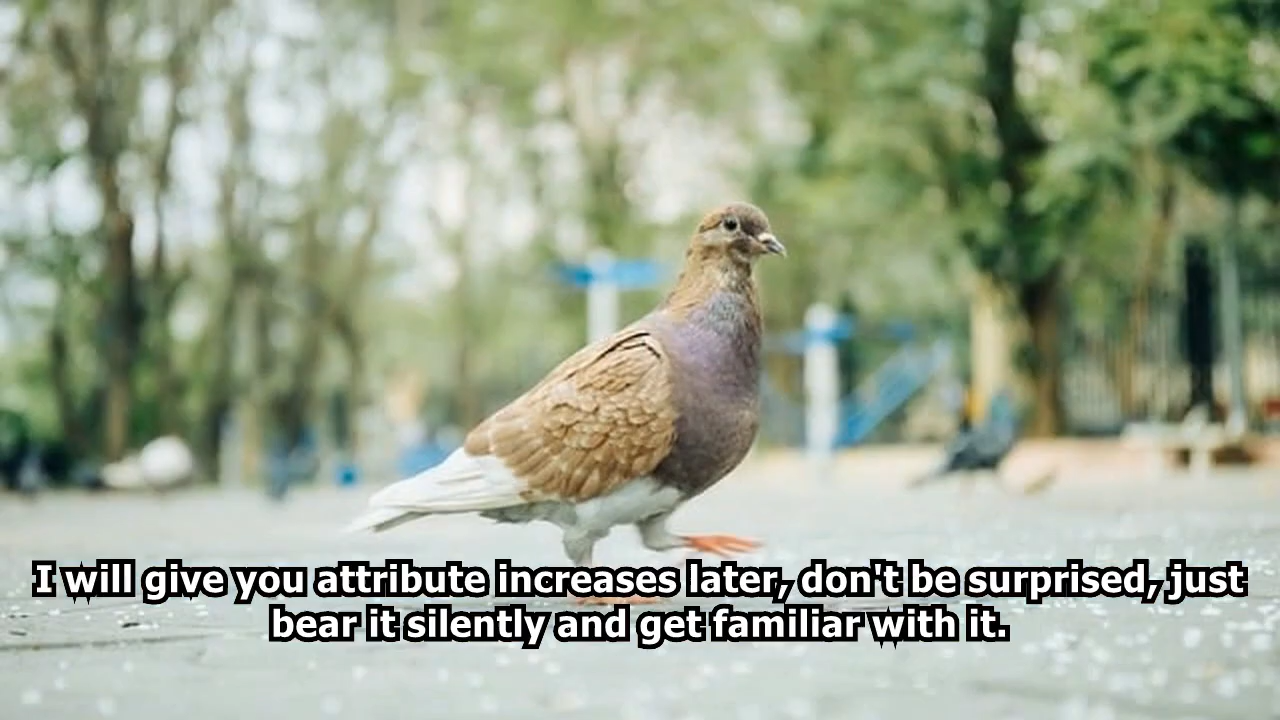 I will give you attribute increases later, don't be surprised, just
bear it silently and get familiar with it.